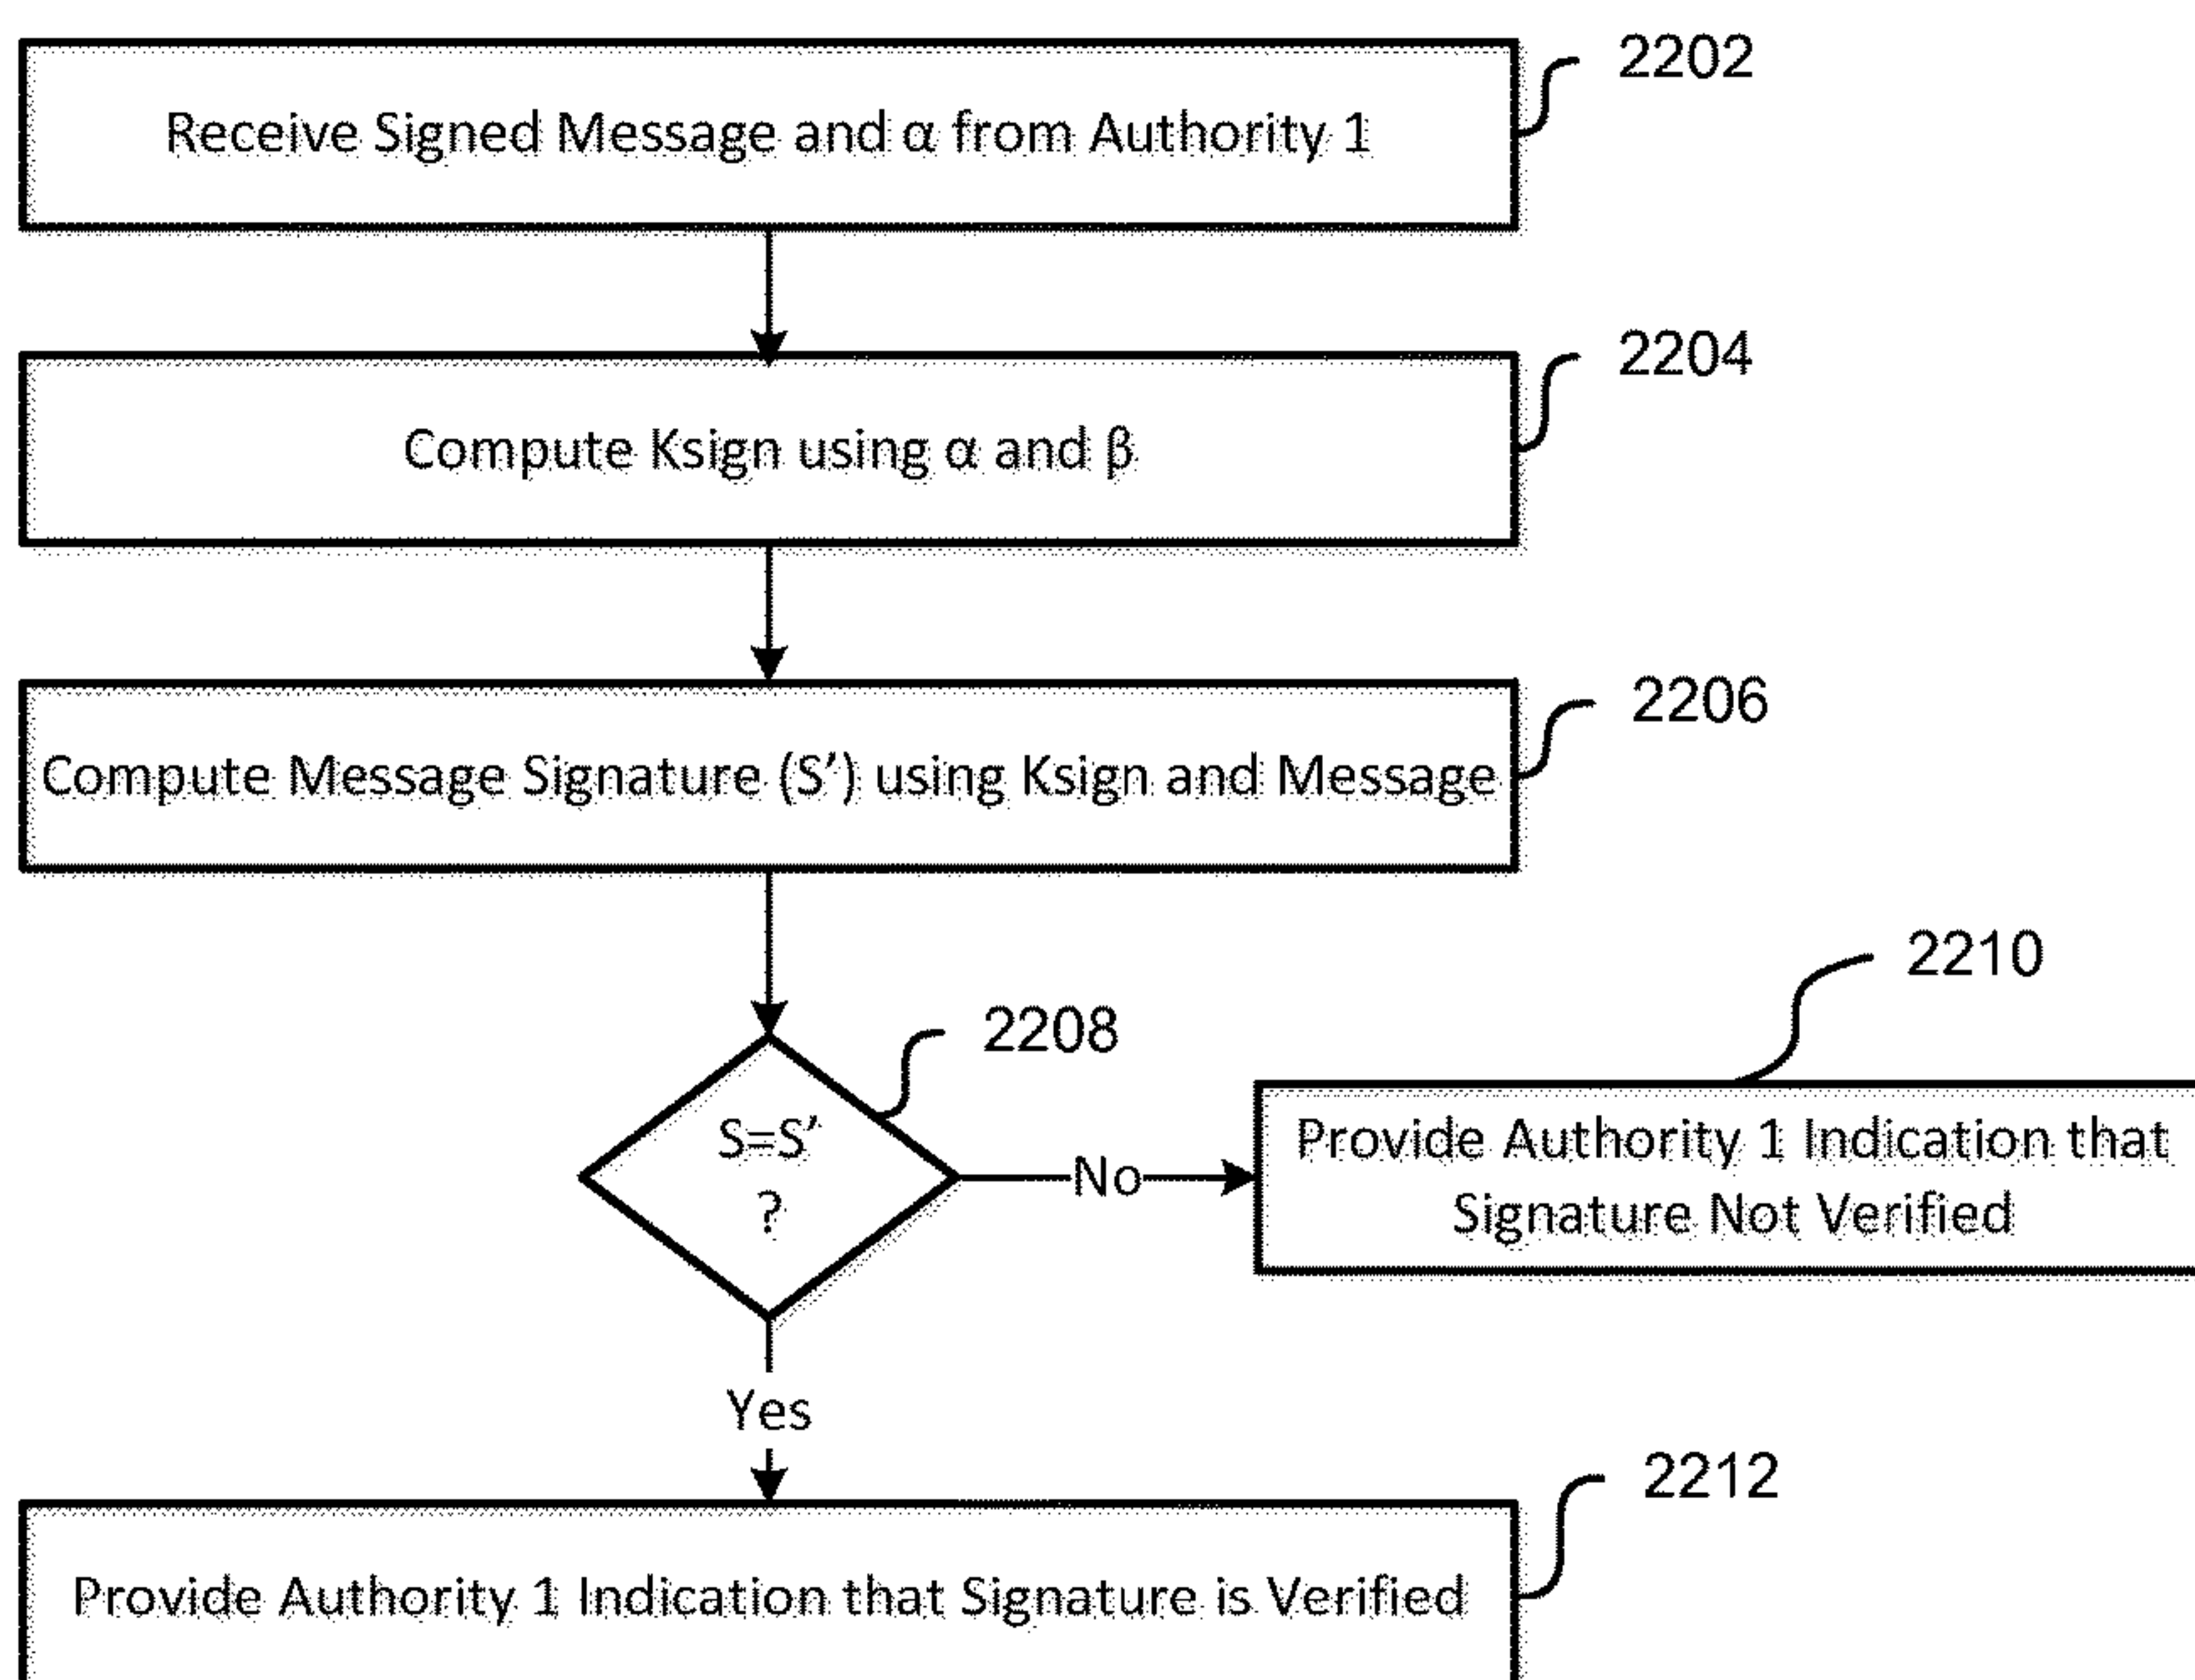 2202
Receive Signed Message and α from Authority 1
2204
Compute Ksign using α and β
2206
Compute Message Signature (S’) using Ksign and Message
2208
S=S’
?
No
2210
Provide Authority 1 Indication that
Signature Not Verified
Yes
2212
Provide Authority 1 Indication that Signature is Verified